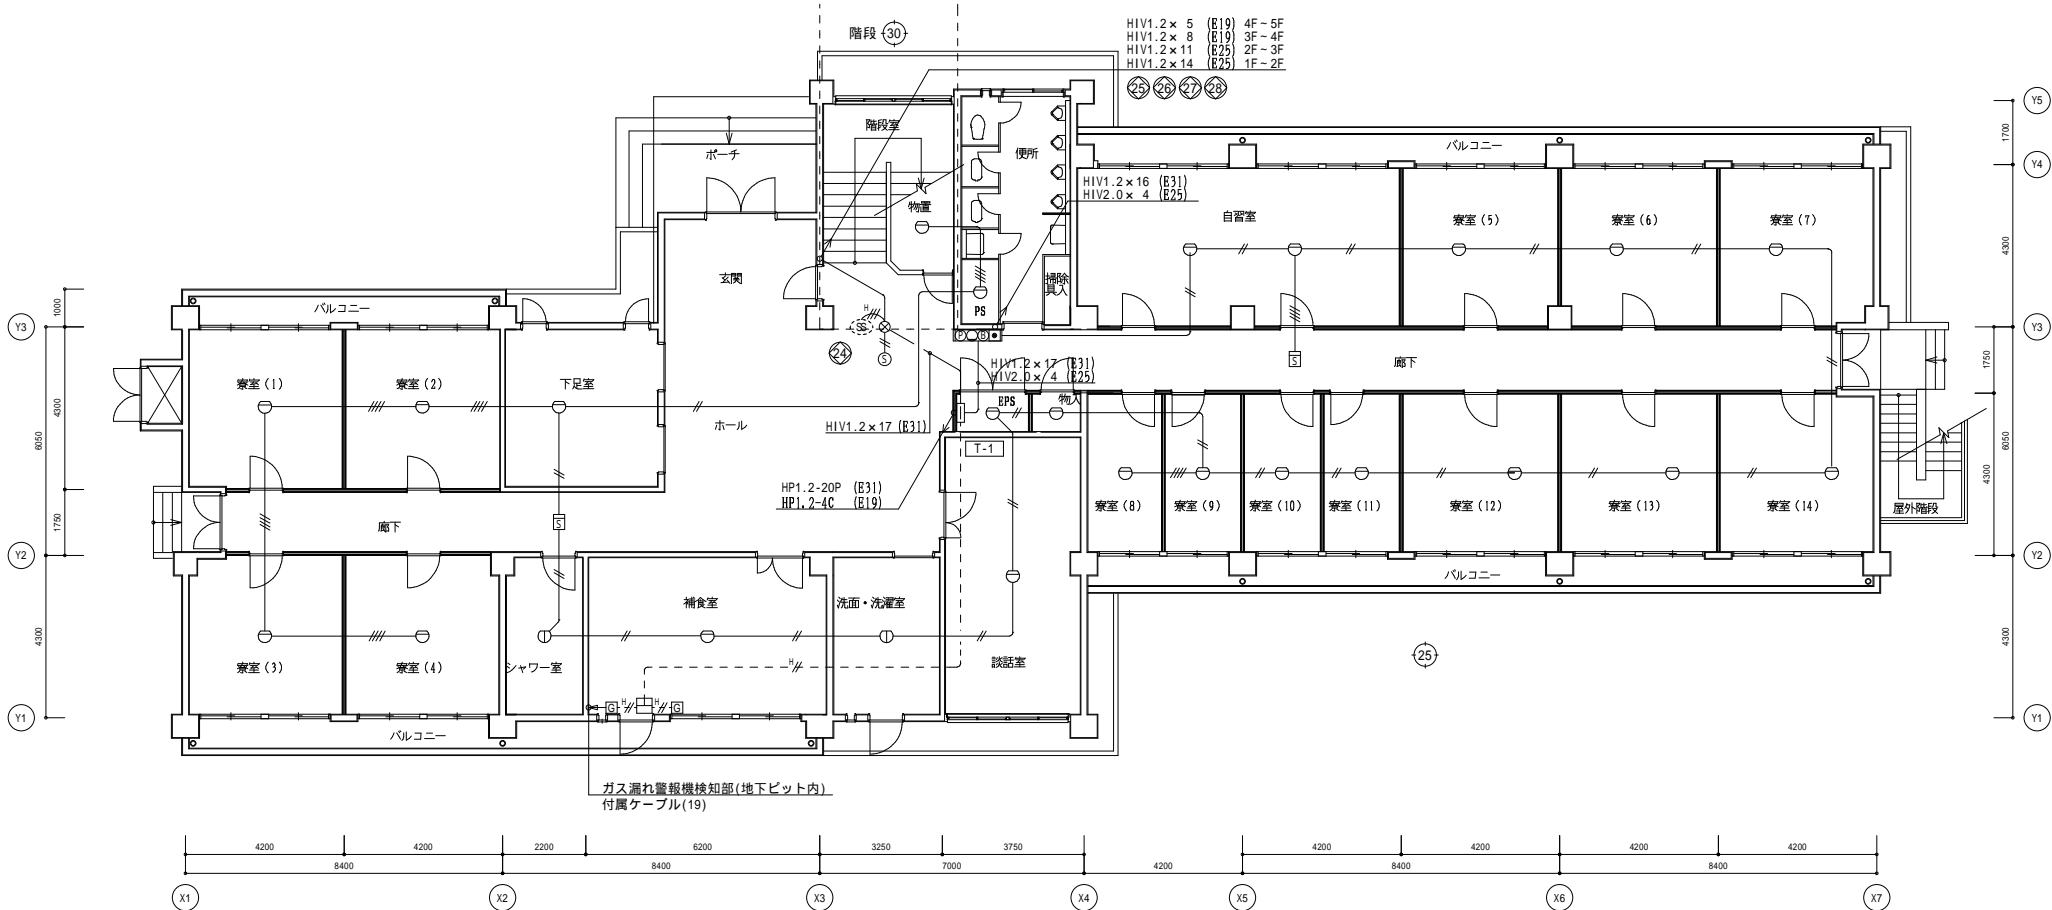 階段 30
HIV1.2× 5 (E19) 4F~5F
HIV1.2× 8 (E19) 3F~4F
HIV1.2×11 (E25) 2F~3F
HIV1.2×14 (E25) 1F~2F
25 26 27 28
Y5
1700
Y4
4300
Y3
1750
6050
4300
Y2
4300
Y1
ポーチ
階段室
便所
バルコニー
物置
HIV1.2×16 (E31)
HIV2.0× 4 (E25)
自習室
寮室(5)
寮室(6)
寮室(7)
玄関
掃除
具入
PS
バルコニー
1000
Y3
4300
6050
1750
Y2
4300
Y1
H
SS
S
24
P
B
HIV1.2×17 (E31)
HIV2.0× 4 (E25)
S
廊下
寮室(1)
寮室(2)
下足室
EPS
物入
ホール
HIV1.2×17 (E31)
T-1
HP1.2-20P (E31)
HP1.2-4C (E19)
寮室(8)
寮室(9)
寮室(10)
寮室(11)
寮室(12)
寮室(13)
寮室(14)
屋外階段
廊下
S
バルコニー
補食室
洗面・洗濯室
寮室(3)
寮室(4)
シャワー室
談話室
25
H
G
H
H
G
バルコニー
ガス漏れ警報機検知部(地下ピット内)
付属ケーブル(19)
4200 4200 2200 6200 3250 3750 4200 4200 4200 4200
8400 8400 7000 4200 8400 8400
X1 X2 X3 X4 X5 X6 X7